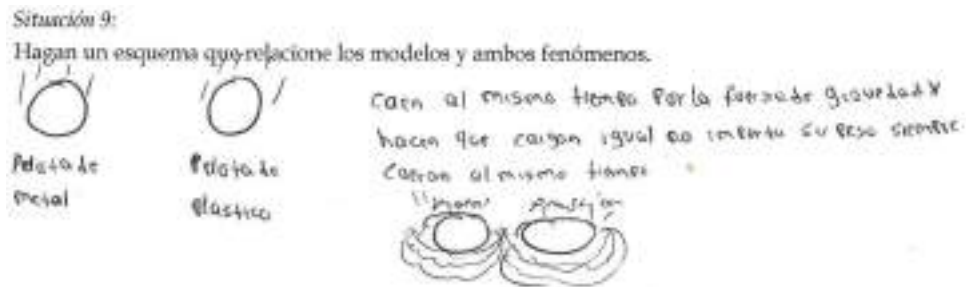 Situación 9:
Hagan un esquema que relacione los modelos y ambos fenómenos.
caen al mismo tiempo por la fuerza de gravedad y
hacen que caigan igual no importa su peso siempre
caeran al mismo tiempo
Pelota de
metal
Pelota de
plastico